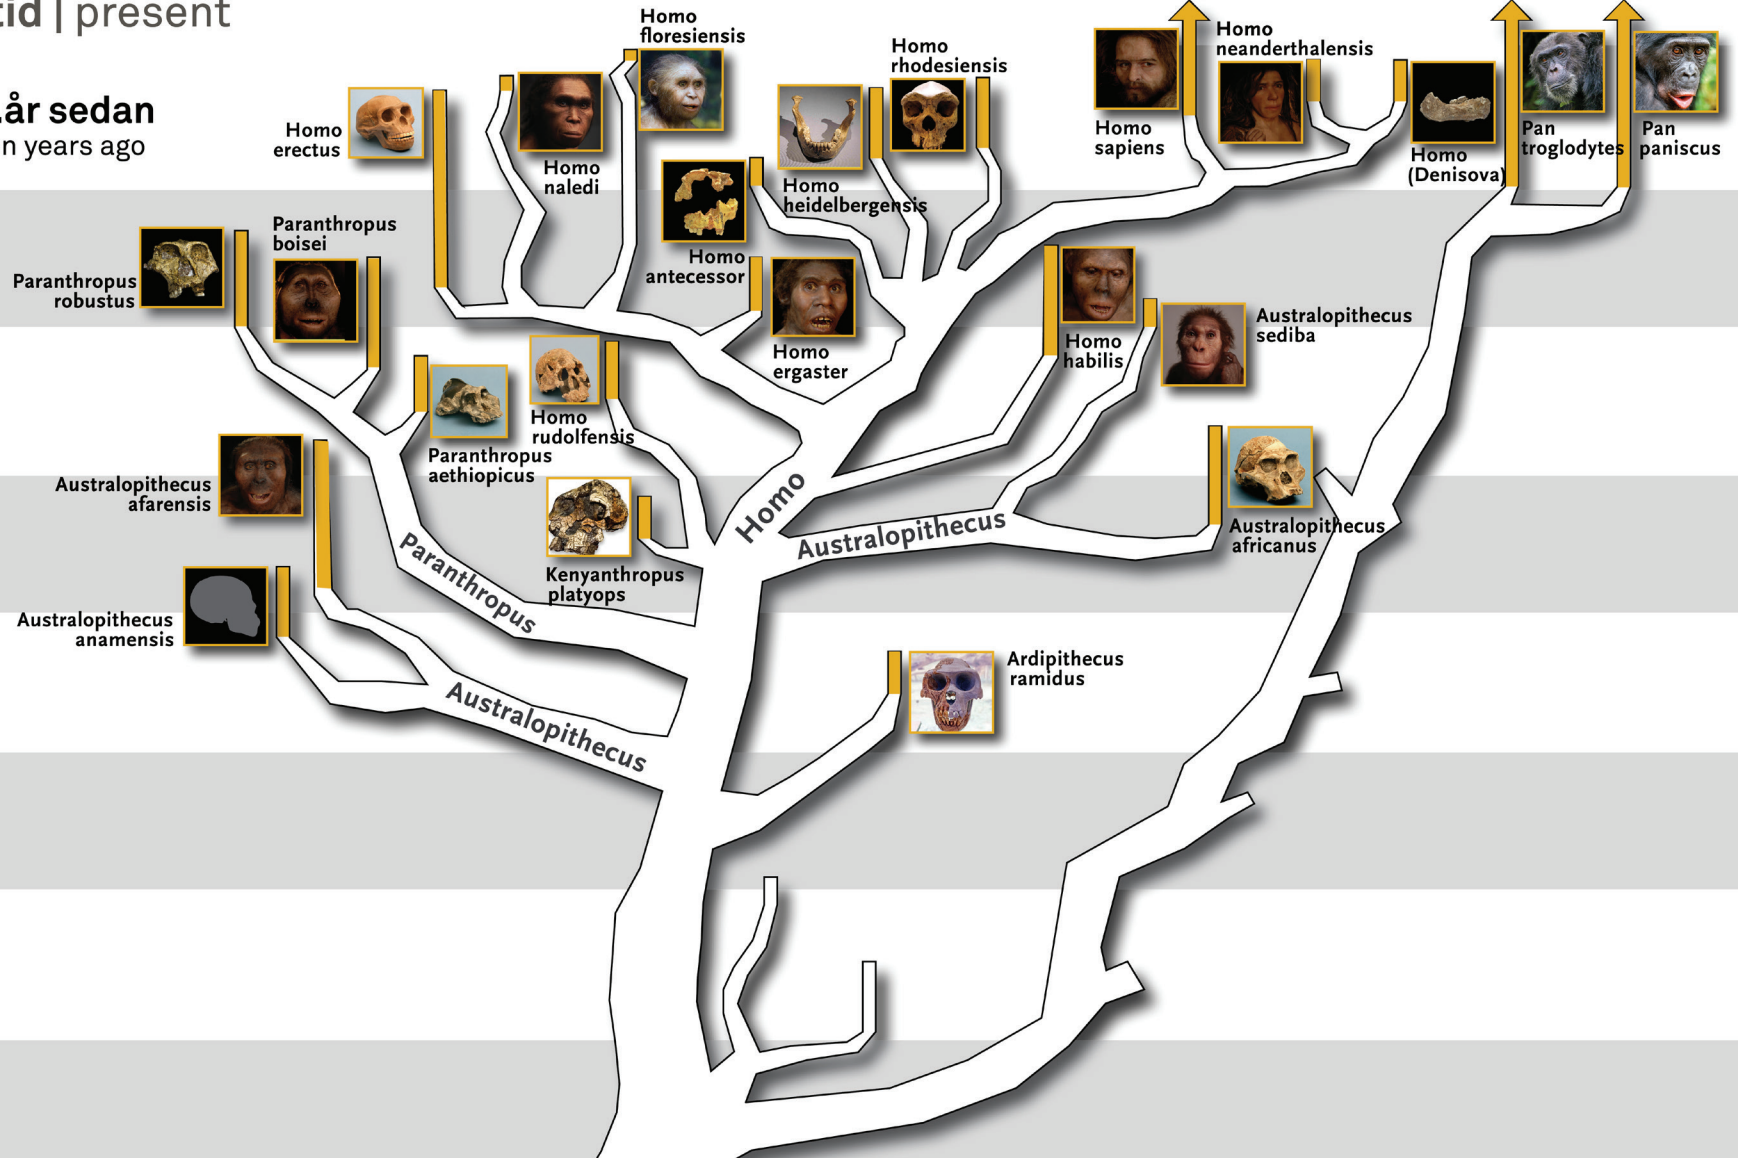 tid | present
år sedan
n years ago
Homo
floresiensis
Homo
rhodesiensis
Homo
neanderthalensis
Homo
erectus
Homo
naledi
Homo
heidelbergensis
Homo
sapiens
Homo
(Denisova)
Pan
troglodytes
Pan
paniscus
Paranthropus
boisei
Paranthropus
robustus
Homo
antecessor
Homo
ergaster
Homo
habilis
Australopithecus
sediba
Homo
rudolfensis
Paranthropus
aethiopicus
Australopithecus
afarensis
Homo
Australopithecus
Australopithecus
africanus
Paranthropus
Kenyanthropus
platyops
Australopithecus
anamensis
Australopithecus
Ardipithecus
ramidus